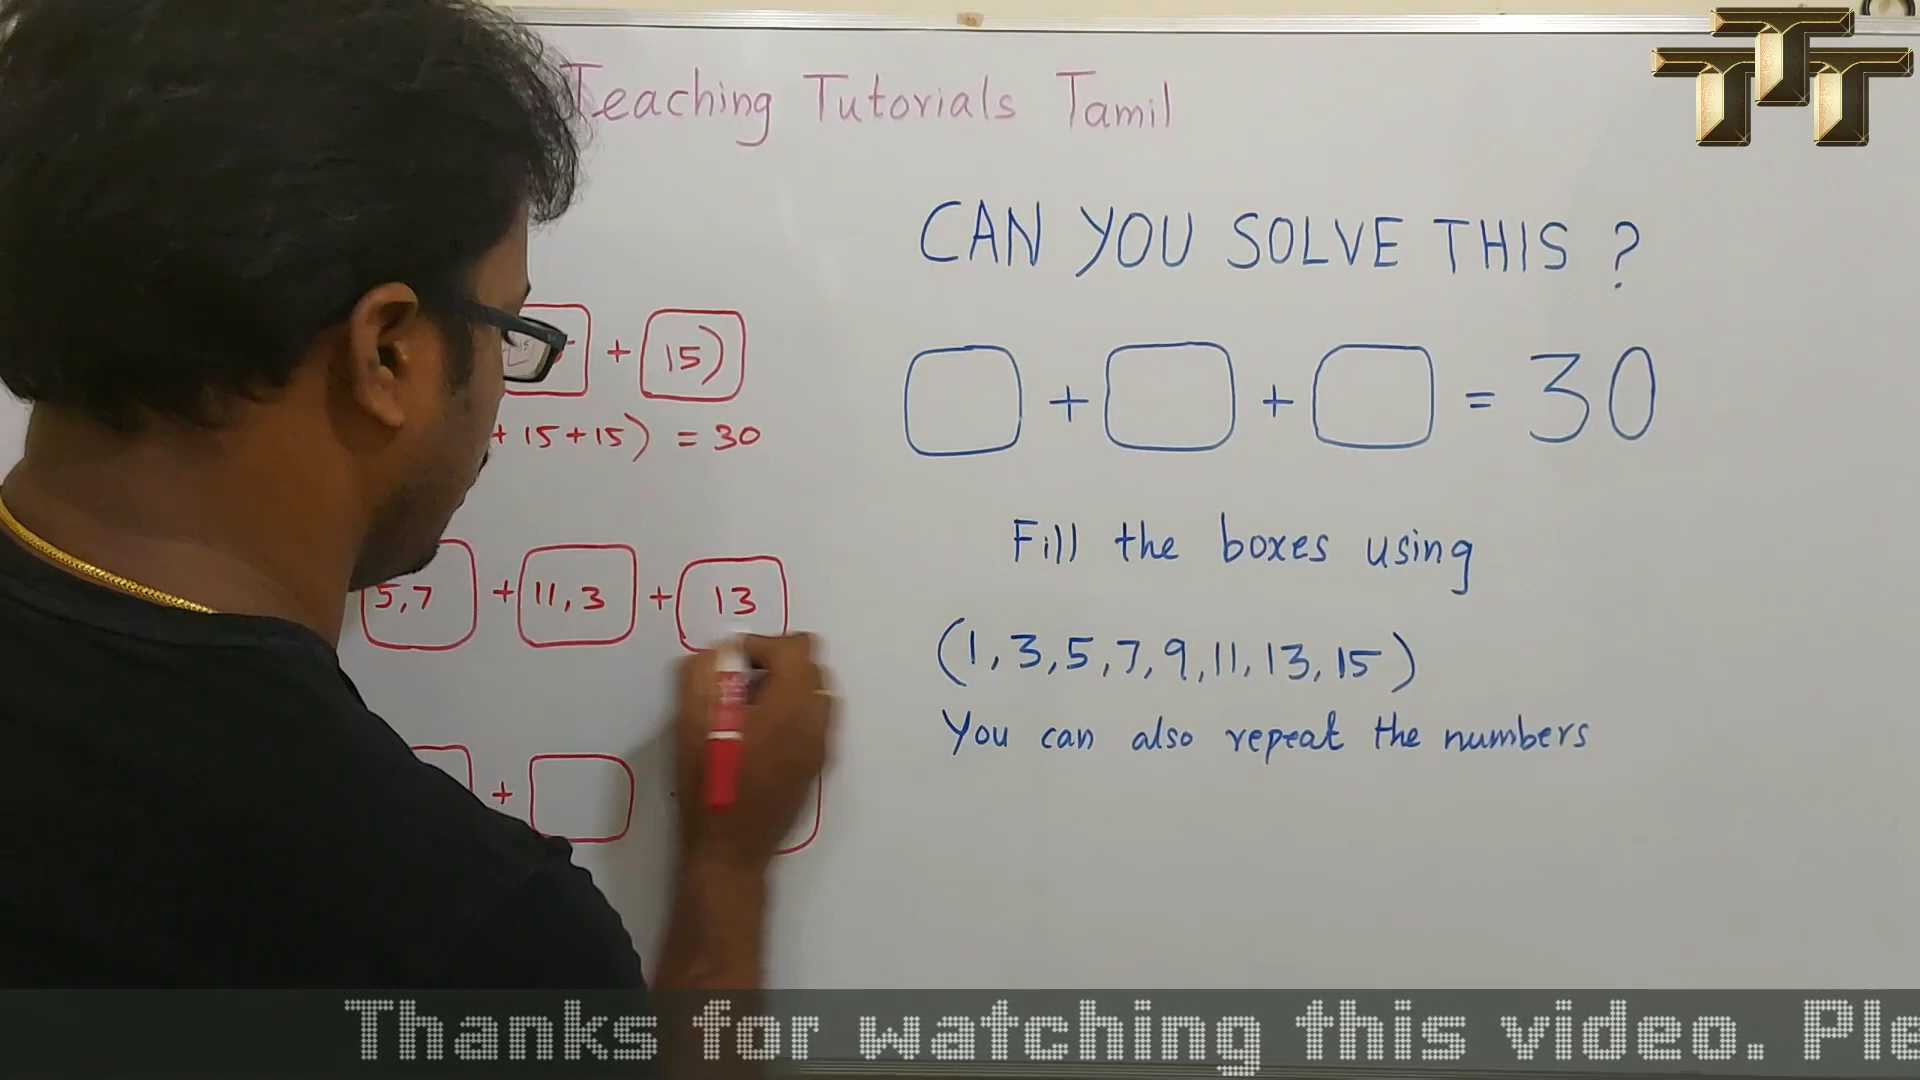 Teaching Tutorials Tamil
TTT
CAN YOU SOLVE THIS ?
+ + = 30
Fill the boxes using
(1, 3, 5, 7, 9, 11, 13, 15)
You can also repeat the numbers
+ 15)
+ 15 + 15) = 30
5,7 + 11,3 + 13
+
Thanks for watching this video. Ple